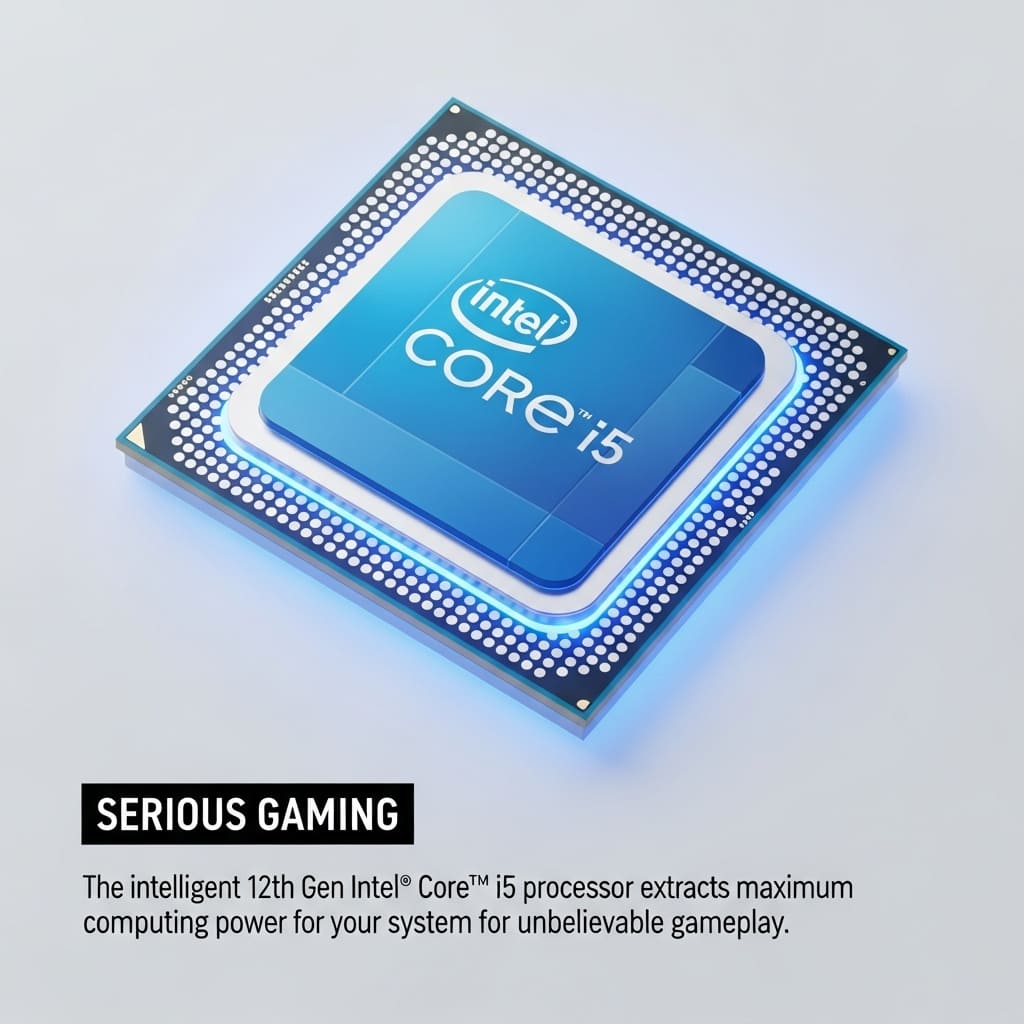 intel
CORE™ i5
SERIOUS GAMING
The intelligent 12th Gen Intel® Core™ i5 processor extracts maximum
computing power for your system for unbelievable gameplay.